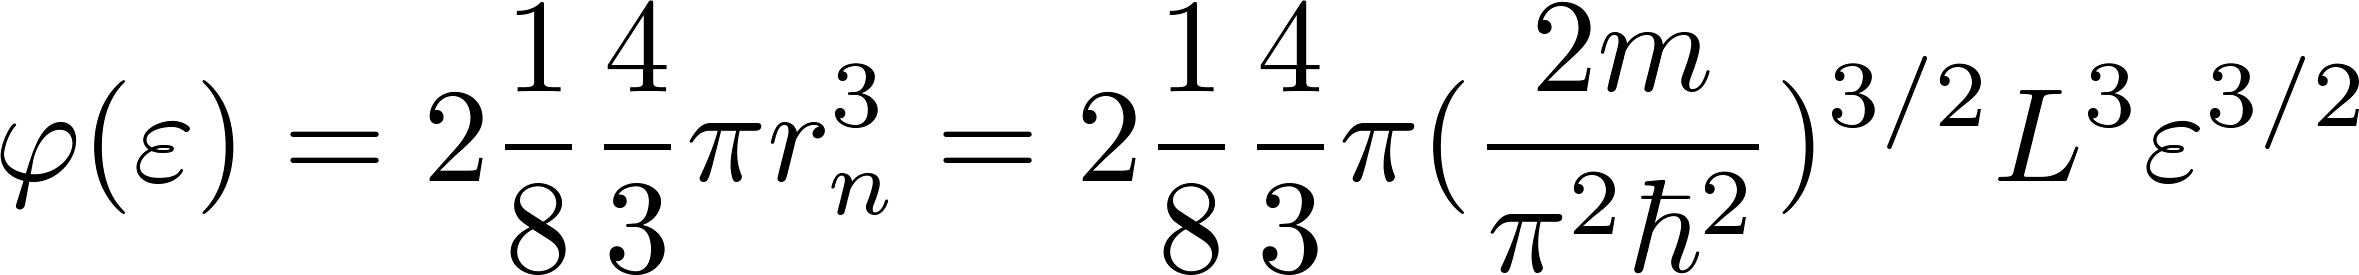 φ(ε) = 2 1/8 4/3 πr_n^3 = 2 1/8 4/3 π(2m/π^2ħ^2)^{3/2} L^3 ε^{3/2}